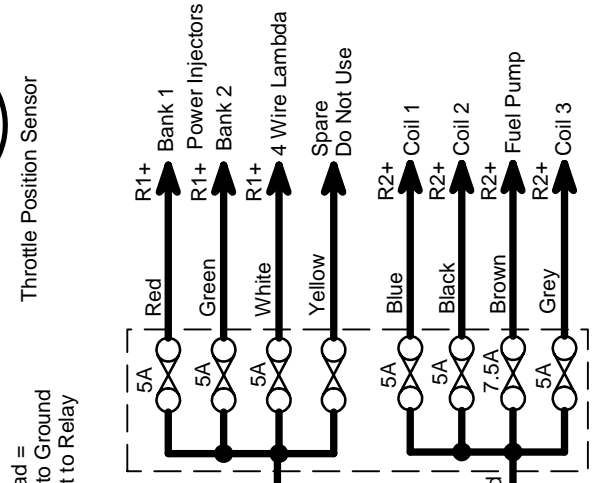 Throttle Position Sensor
R1+
Bank 1
Power Injectors
R1+
Bank 2
R1+
4 Wire Lambda
Spare
Do Not Use
R2+
Coil 1
R2+
Coil 2
R2+
Fuel Pump
R2+
Coil 3
Red
Green
White
Yellow
Blue
Black
Brown
Grey
5A
5A
5A
5A
5A
7.5A
5A
ad =
to Ground
t to Relay
d